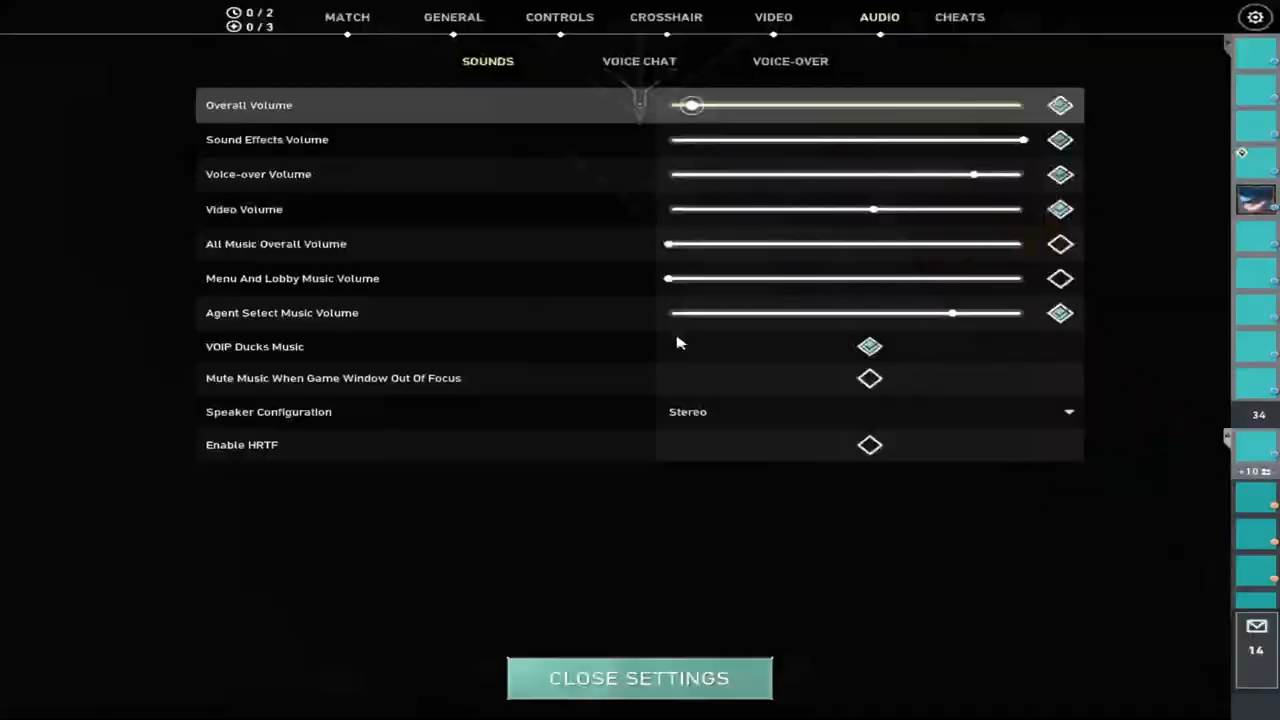 0 / 2
0 / 3
MATCH GENERAL CONTROLS CROSSHAIR VIDEO AUDIO CHEATS
SOUNDS VOICE CHAT VOICE-OVER
Overall Volume
Sound Effects Volume
Voice-over Volume
Video Volume
All Music Overall Volume
Menu And Lobby Music Volume
Agent Select Music Volume
VOIP Ducks Music
Mute Music When Game Window Out Of Focus
Speaker Configuration Stereo
34
Enable HRTF
+10
14
CLOSE SETTINGS